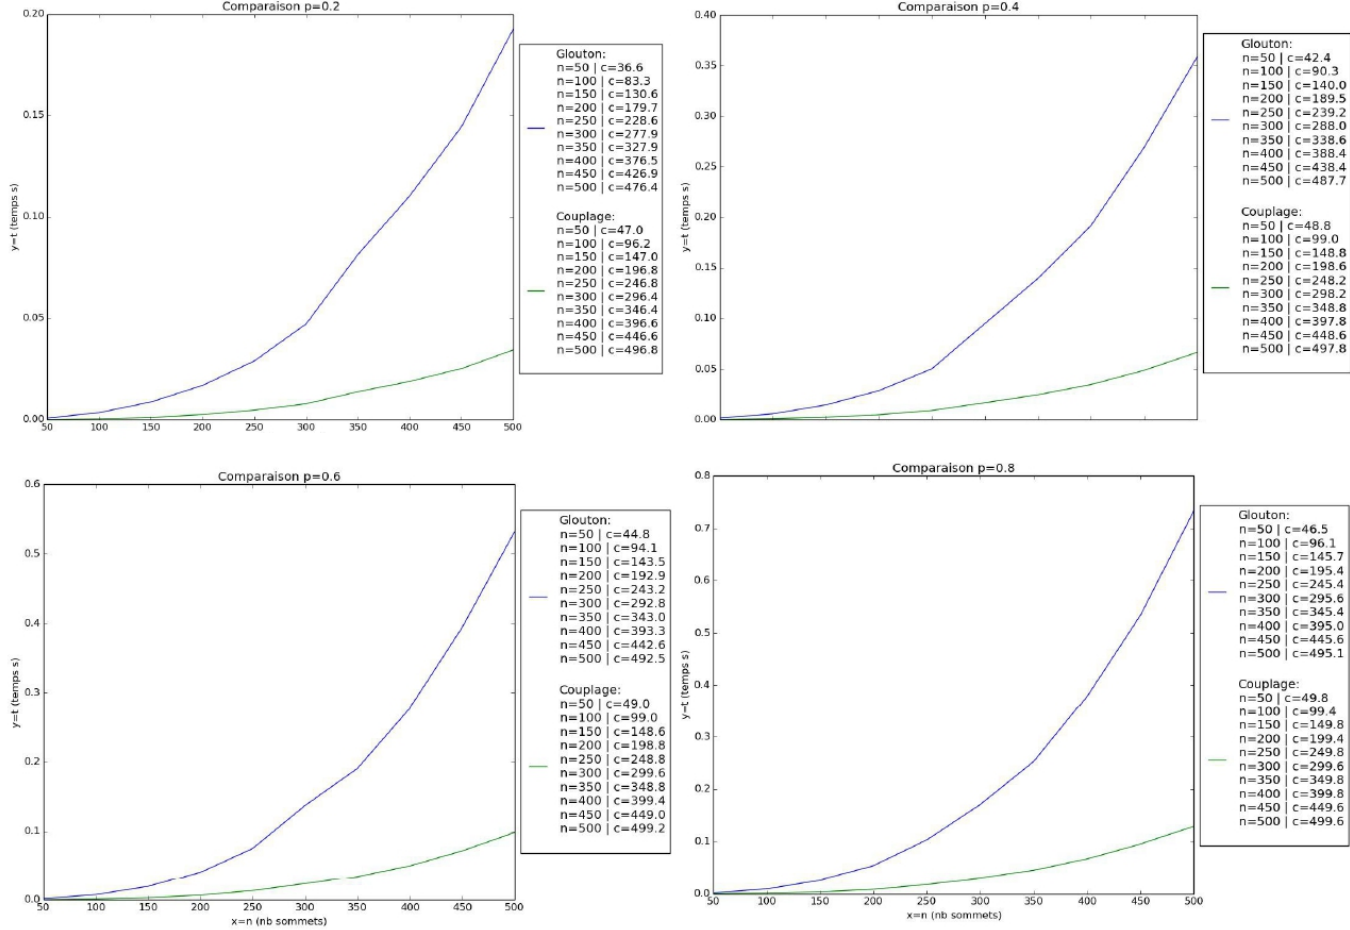 Comparaison p=0.2
0.20
0.15
0.10
0.05
0.00
y=t (temps s)
50 100 150 200 250 300 350 400 450 500
Glouton:
n=50 | c=36.6
n=100 | c=83.3
n=150 | c=130.6
n=200 | c=179.7
n=250 | c=228.6
n=300 | c=277.9
n=350 | c=327.9
n=400 | c=376.5
n=450 | c=426.9
n=500 | c=476.4
Couplage:
n=50 | c=47.0
n=100 | c=96.2
n=150 | c=147.0
n=200 | c=196.8
n=250 | c=246.8
n=300 | c=296.4
n=350 | c=346.4
n=400 | c=396.6
n=450 | c=446.6
n=500 | c=496.8
Comparaison p=0.4
0.40
0.35
0.30
0.25
0.20
0.15
0.10
0.05
0.00
y=t (temps s)
Glouton:
n=50 | c=42.4
n=100 | c=90.3
n=150 | c=140.0
n=200 | c=189.5
n=250 | c=239.2
n=300 | c=288.0
n=350 | c=338.6
n=400 | c=388.4
n=450 | c=438.4
n=500 | c=487.7
Couplage:
n=50 | c=48.8
n=100 | c=99.0
n=150 | c=148.8
n=200 | c=198.6
n=250 | c=248.2
n=300 | c=298.2
n=350 | c=348.8
n=400 | c=397.8
n=450 | c=448.6
n=500 | c=497.8
Comparaison p=0.6
0.6
0.5
0.4
0.3
0.2
0.1
0.0
y=t (temps s)
50 100 150 200 250 300 350 400 450 500
x=n (nb sommets)
Glouton:
n=50 | c=44.8
n=100 | c=94.1
n=150 | c=143.5
n=200 | c=192.9
n=250 | c=243.2
n=300 | c=292.8
n=350 | c=343.0
n=400 | c=393.3
n=450 | c=442.6
n=500 | c=492.5
Couplage:
n=50 | c=49.0
n=100 | c=99.0
n=150 | c=148.6
n=200 | c=198.8
n=250 | c=248.8
n=300 | c=299.6
n=350 | c=348.8
n=400 | c=399.4
n=450 | c=449.0
n=500 | c=499.2
Comparaison p=0.8
0.8
0.7
0.6
0.5
0.4
0.3
0.2
0.1
0.0
y=t (temps s)
50 100 150 200 250 300 350 400 450 500
x=n (nb sommets)
Glouton:
n=50 | c=46.5
n=100 | c=96.1
n=150 | c=145.7
n=200 | c=195.4
n=250 | c=245.4
n=300 | c=295.6
n=350 | c=345.4
n=400 | c=395.0
n=450 | c=445.6
n=500 | c=495.1
Couplage:
n=50 | c=49.8
n=100 | c=99.4
n=150 | c=149.8
n=200 | c=199.4
n=250 | c=249.8
n=300 | c=299.6
n=350 | c=349.8
n=400 | c=399.8
n=450 | c=449.6
n=500 | c=499.6